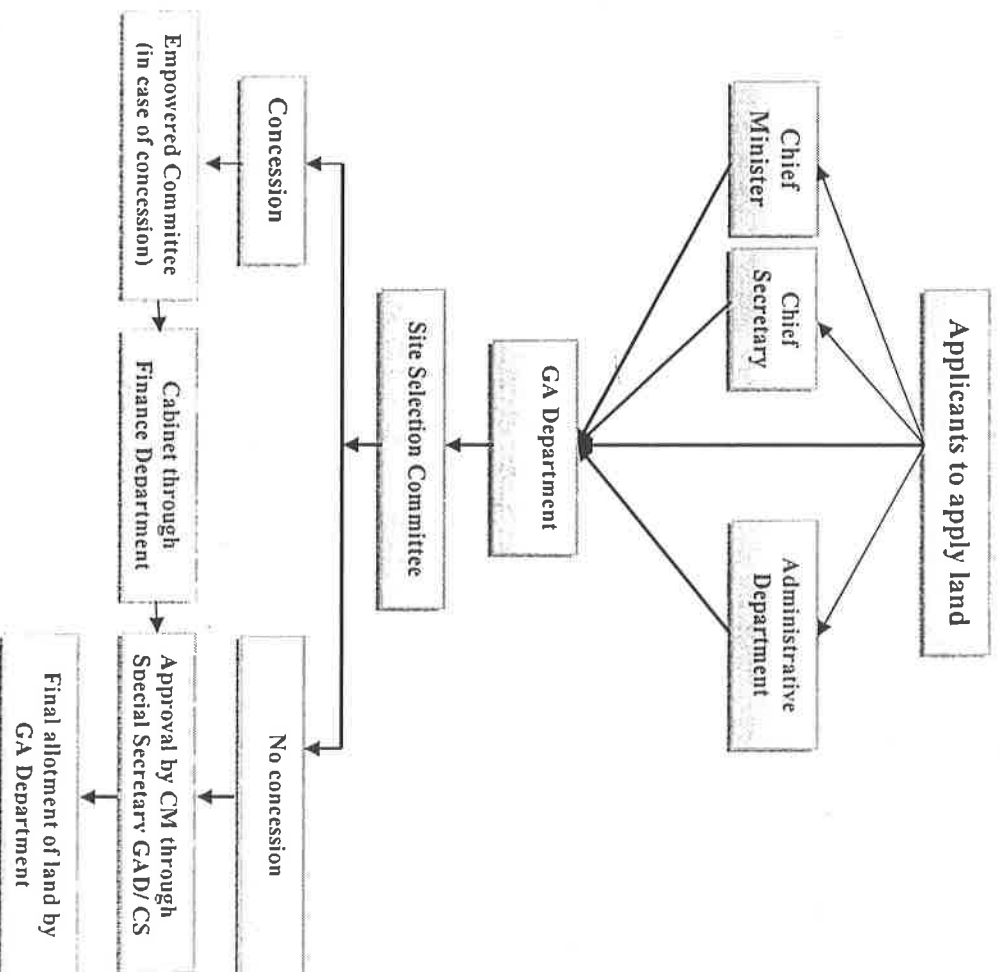 Applicants to apply land
Chief
Minister
Chief
Secretary
Administrative
Department
GA Department
Site Selection Committee
Concession
No concession
Empowered Committee
(in case of concession)
Cabinet through
Finance Department
Approval by CM through
Special Secretary GAD/ CS
Final allotment of land by
GA Department